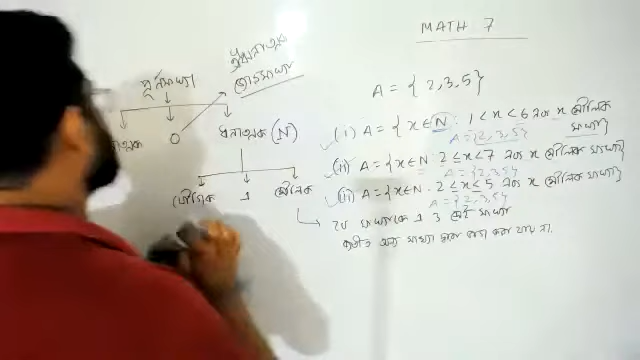 MATH 7
A = { 2, 3, 5 }
(i) A = { x ∈ N : 1 < x < 6 এবং x মৌলিক সংখ্যা}
A = {2, 3, 5}
(ii) A = { x ∈ N : 2 ≤ x < 7 এবং x মৌলিক সংখ্যা}
A = {2, 3, 5}
(iii) A = {x ∈ N : 2 ≤ x ≤ 5 এবং x মৌলিক সংখ্যা}
A = {2, 3, 5}
পূর্ণসংখ্যা
0
ধনাত্মক (N)
যৌগিক
1
মৌলিক
যে সংখ্যাকে 1 ও সেই সংখ্যা
ব্যতীত অন্য সংখ্যা দ্বারা ভাগ করা যায় না.